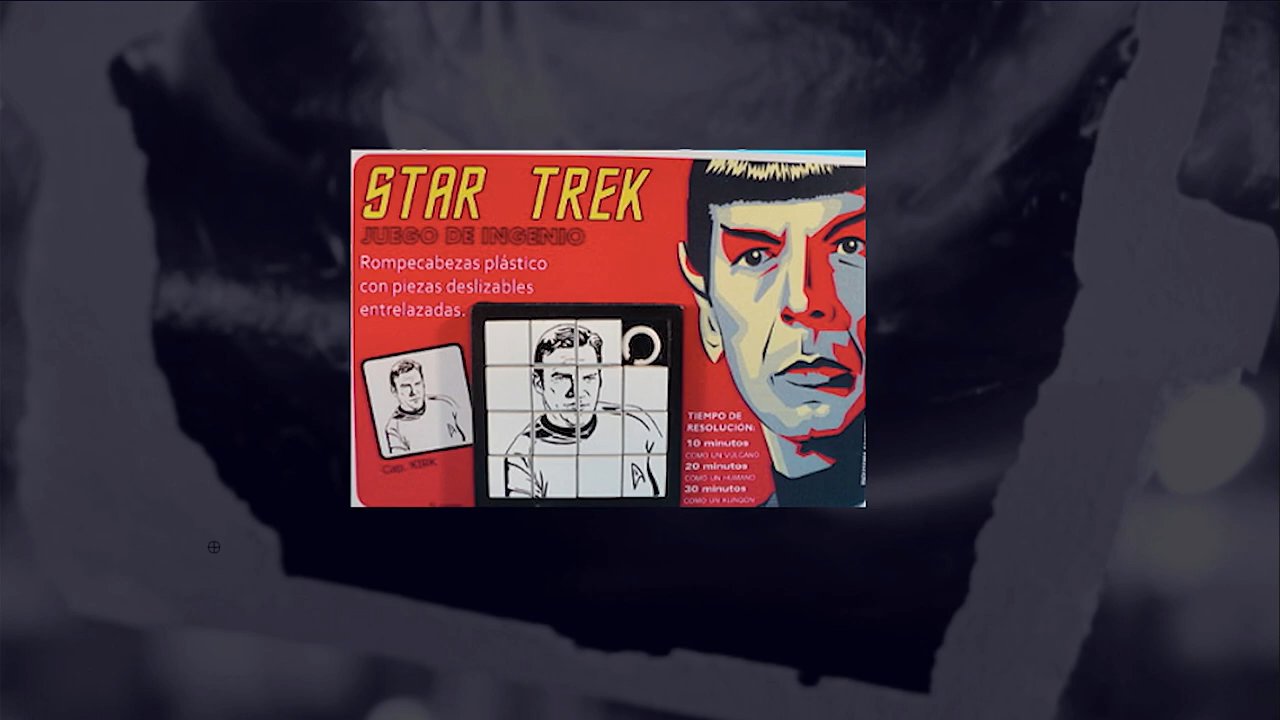 STAR TREK
JUEGO DE INGENIO
Rompecabezas plástico
con piezas deslizables
entrelazadas.
Cap. KIRK
TIEMPO DE
RESOLUCIÓN:
10 minutos
COMO UN VULCANO
20 minutos
COMO UN HUMANO
30 minutos
COMO UN KLINGON